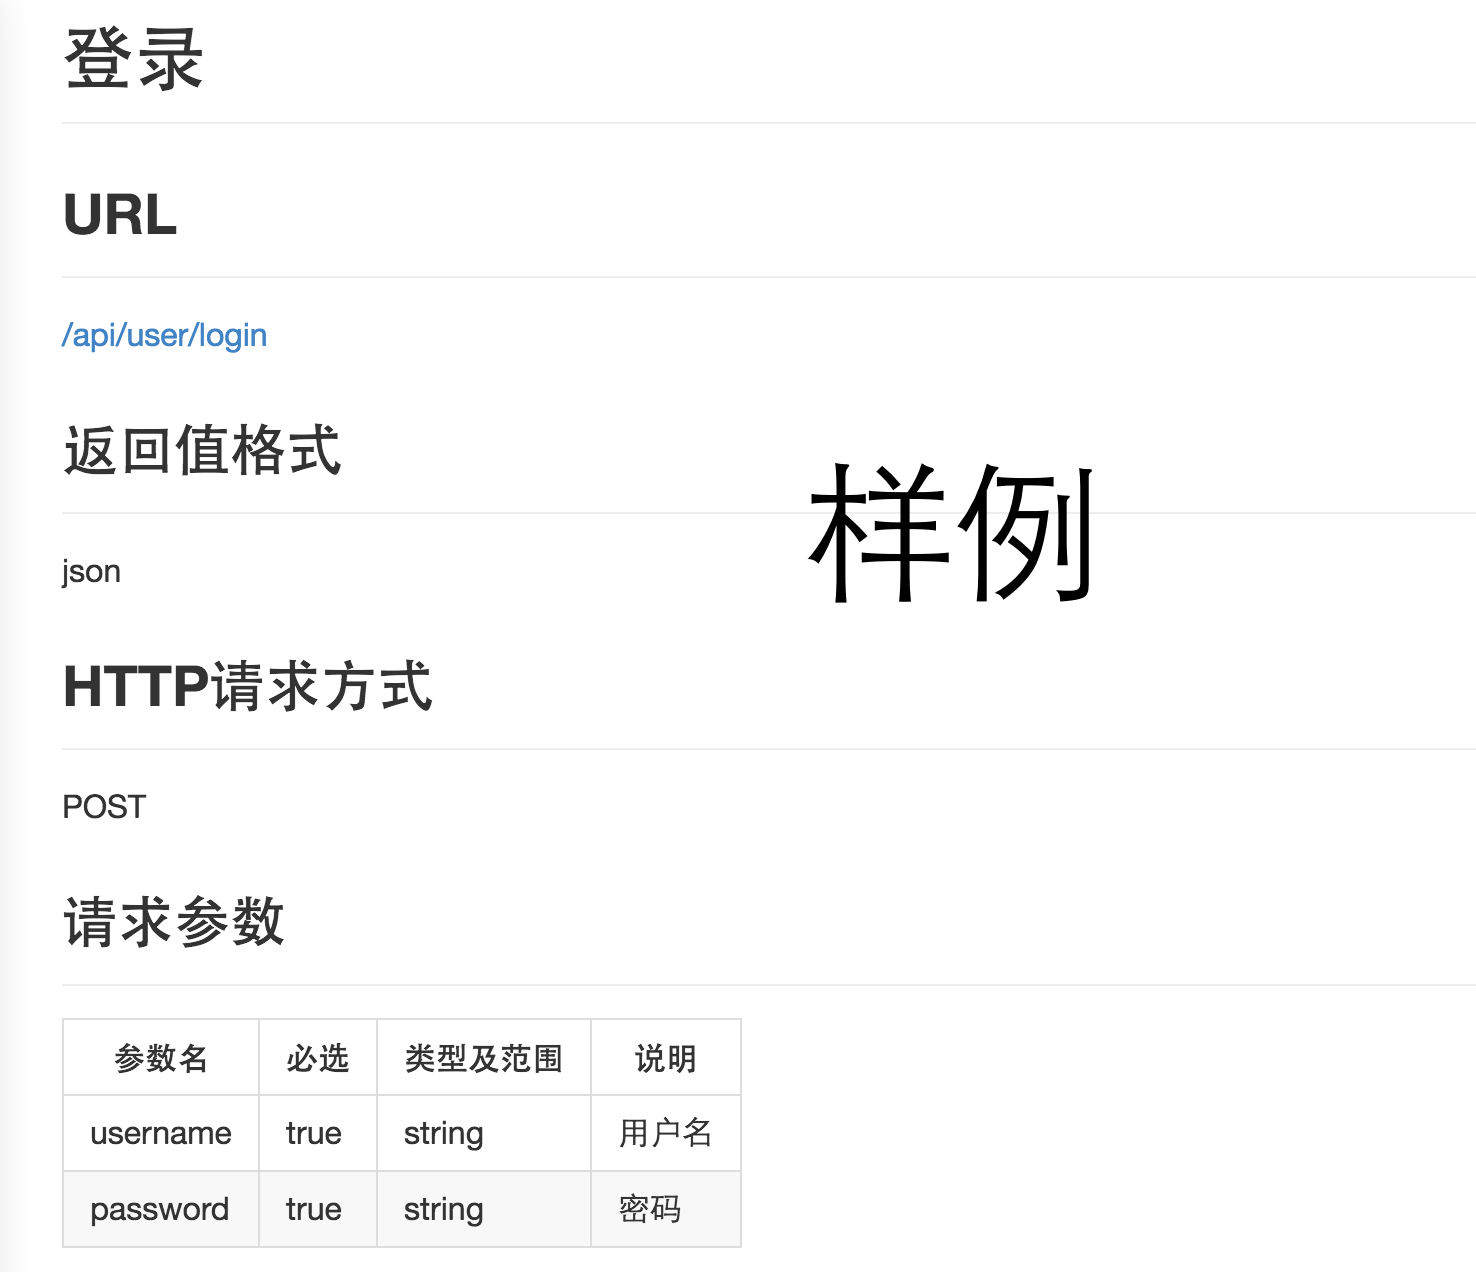 登录
URL
/api/user/login
返回值格式
样例
json
HTTP请求方式
POST
请求参数
参数名 必选 类型及范围 说明
username true string 用户名
password true string 密码